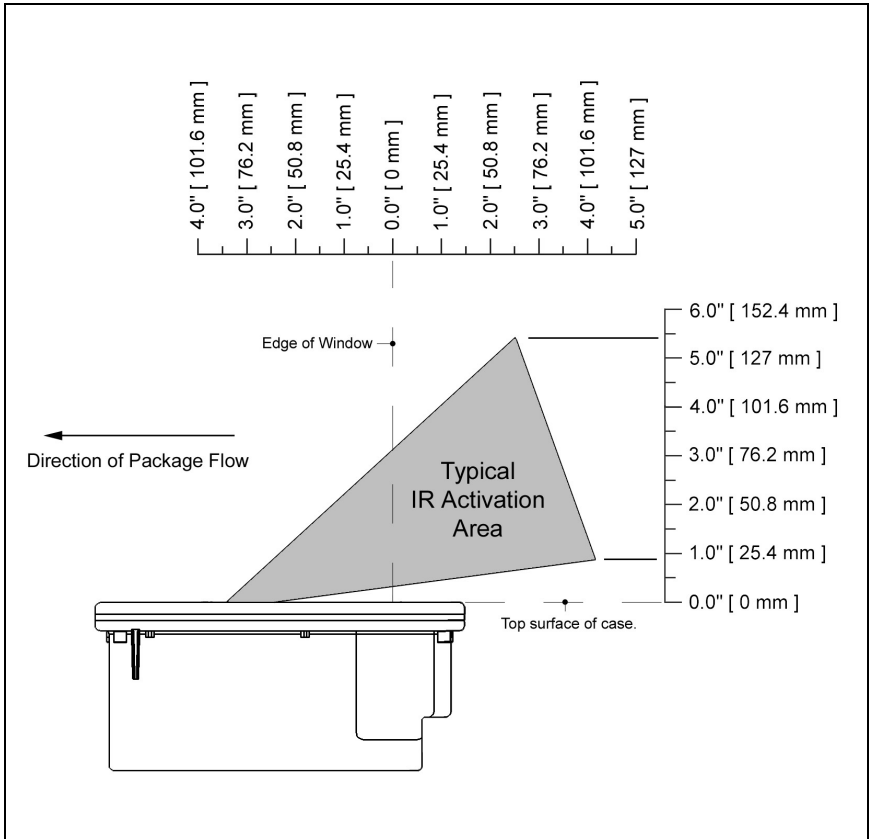 4.0" [ 101.6 mm ]
3.0" [ 76.2 mm ]
2.0" [ 50.8 mm ]
1.0" [ 25.4 mm ]
0.0" [ 0 mm ]
1.0" [ 25.4 mm ]
2.0" [ 50.8 mm ]
3.0" [ 76.2 mm ]
4.0" [ 101.6 mm ]
5.0" [ 127 mm ]
Edge of Window
Direction of Package Flow
Typical
IR Activation
Area
6.0" [ 152.4 mm ]
5.0" [ 127 mm ]
4.0" [ 101.6 mm ]
3.0" [ 76.2 mm ]
2.0" [ 50.8 mm ]
1.0" [ 25.4 mm ]
0.0" [ 0 mm ]
Top surface of case.